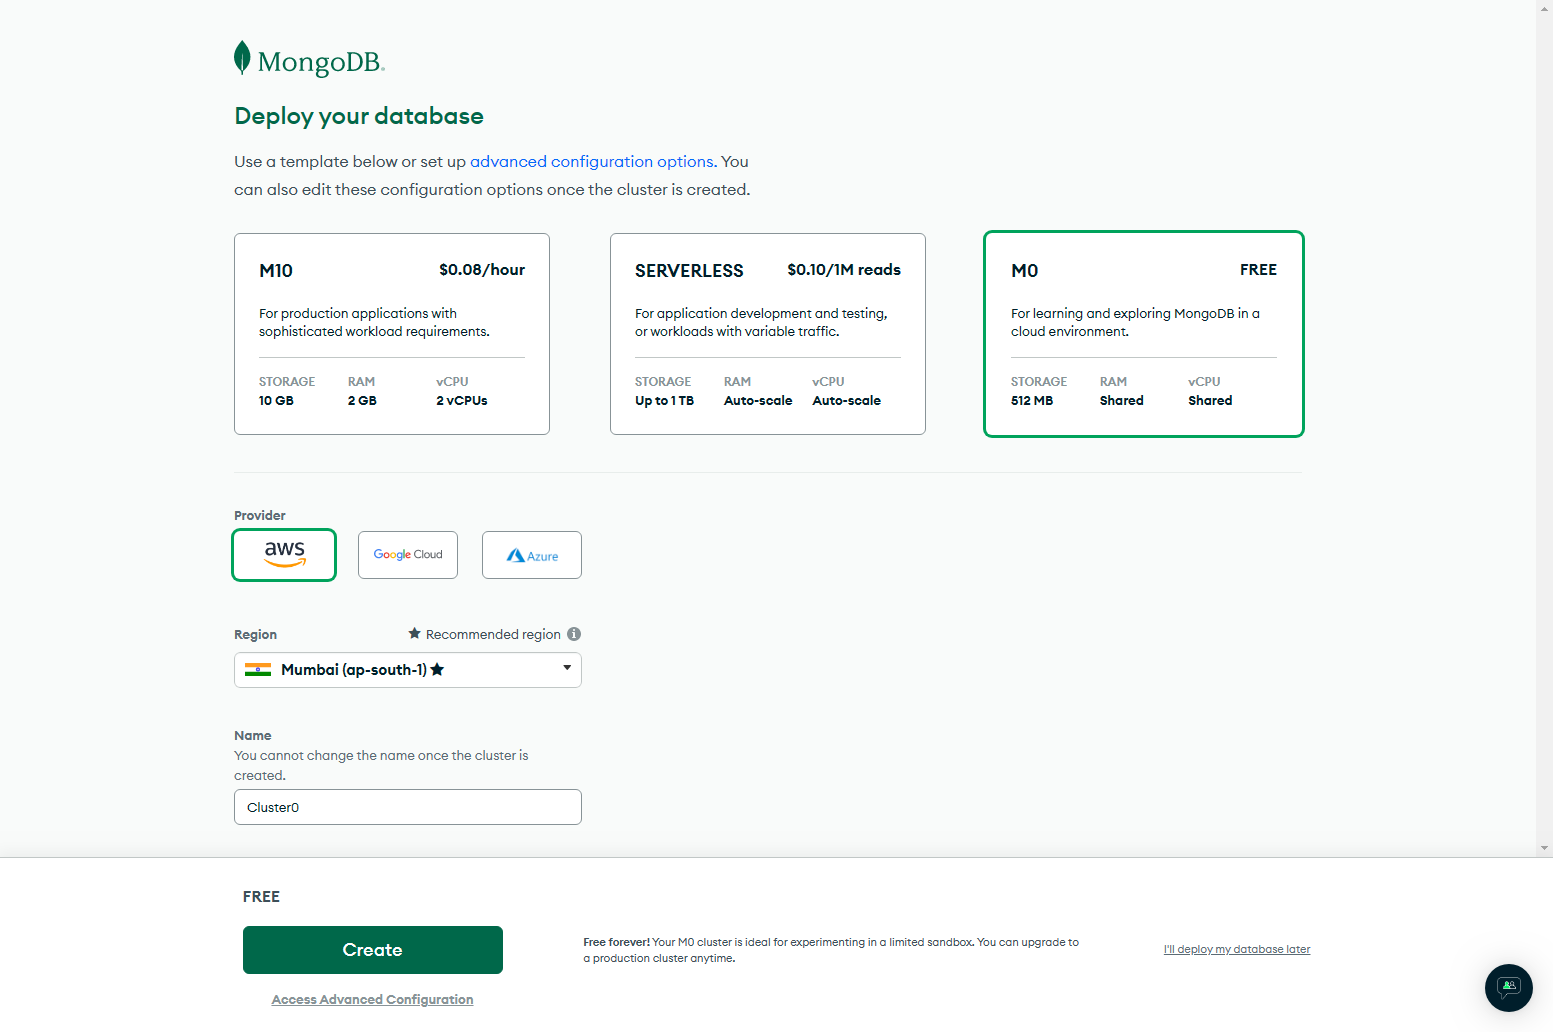 MongoDB.
Deploy your database
Use a template below or set up advanced configuration options. You
can also edit these configuration options once the cluster is created.
M10 $0.08/hour
For production applications with
sophisticated workload requirements.
STORAGE RAM vCPU
10 GB 2 GB 2 vCPUs
SERVERLESS $0.10/1M reads
For application development and testing,
or workloads with variable traffic.
STORAGE RAM vCPU
Up to 1 TB Auto-scale Auto-scale
M0 FREE
For learning and exploring MongoDB in a
cloud environment.
STORAGE RAM vCPU
512 MB Shared Shared
Provider
aws Google Cloud Azure
Region ★ Recommended region
Mumbai (ap-south-1) ★
Name
You cannot change the name once the cluster is
created.
Cluster0
FREE
Create
Access Advanced Configuration
Free forever! Your M0 cluster is ideal for experimenting in a limited sandbox. You can upgrade to
a production cluster anytime.
I'll deploy my database later